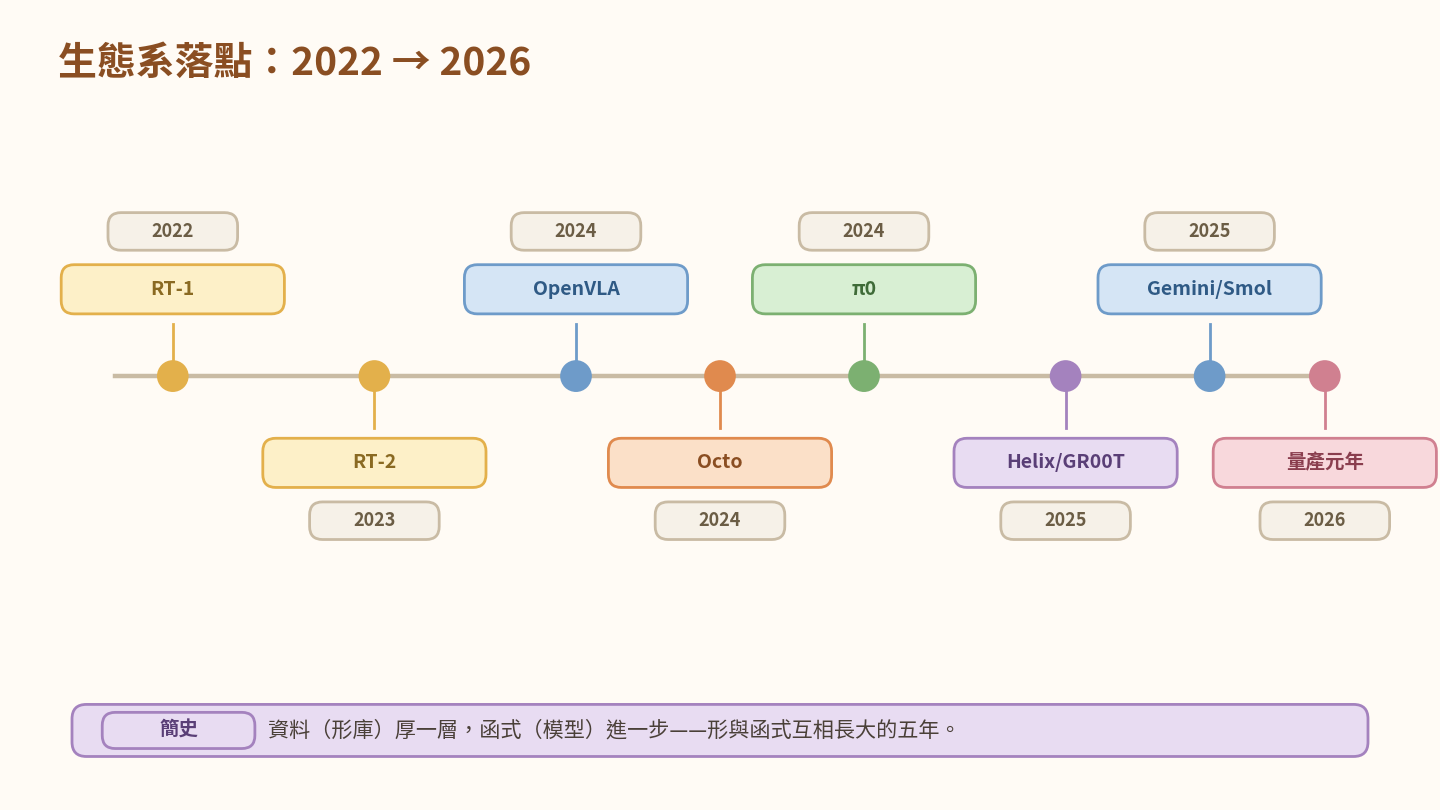 生態系落點：2022 → 2026
2022
RT-1
2023
RT-2
2024
OpenVLA
2024
Octo
2024
π0
2025
Helix/GR00T
2025
Gemini/Smol
2026
量產元年
簡史
資料（形庫）厚一層，函式（模型）進一步——形與函式互相長大的五年。